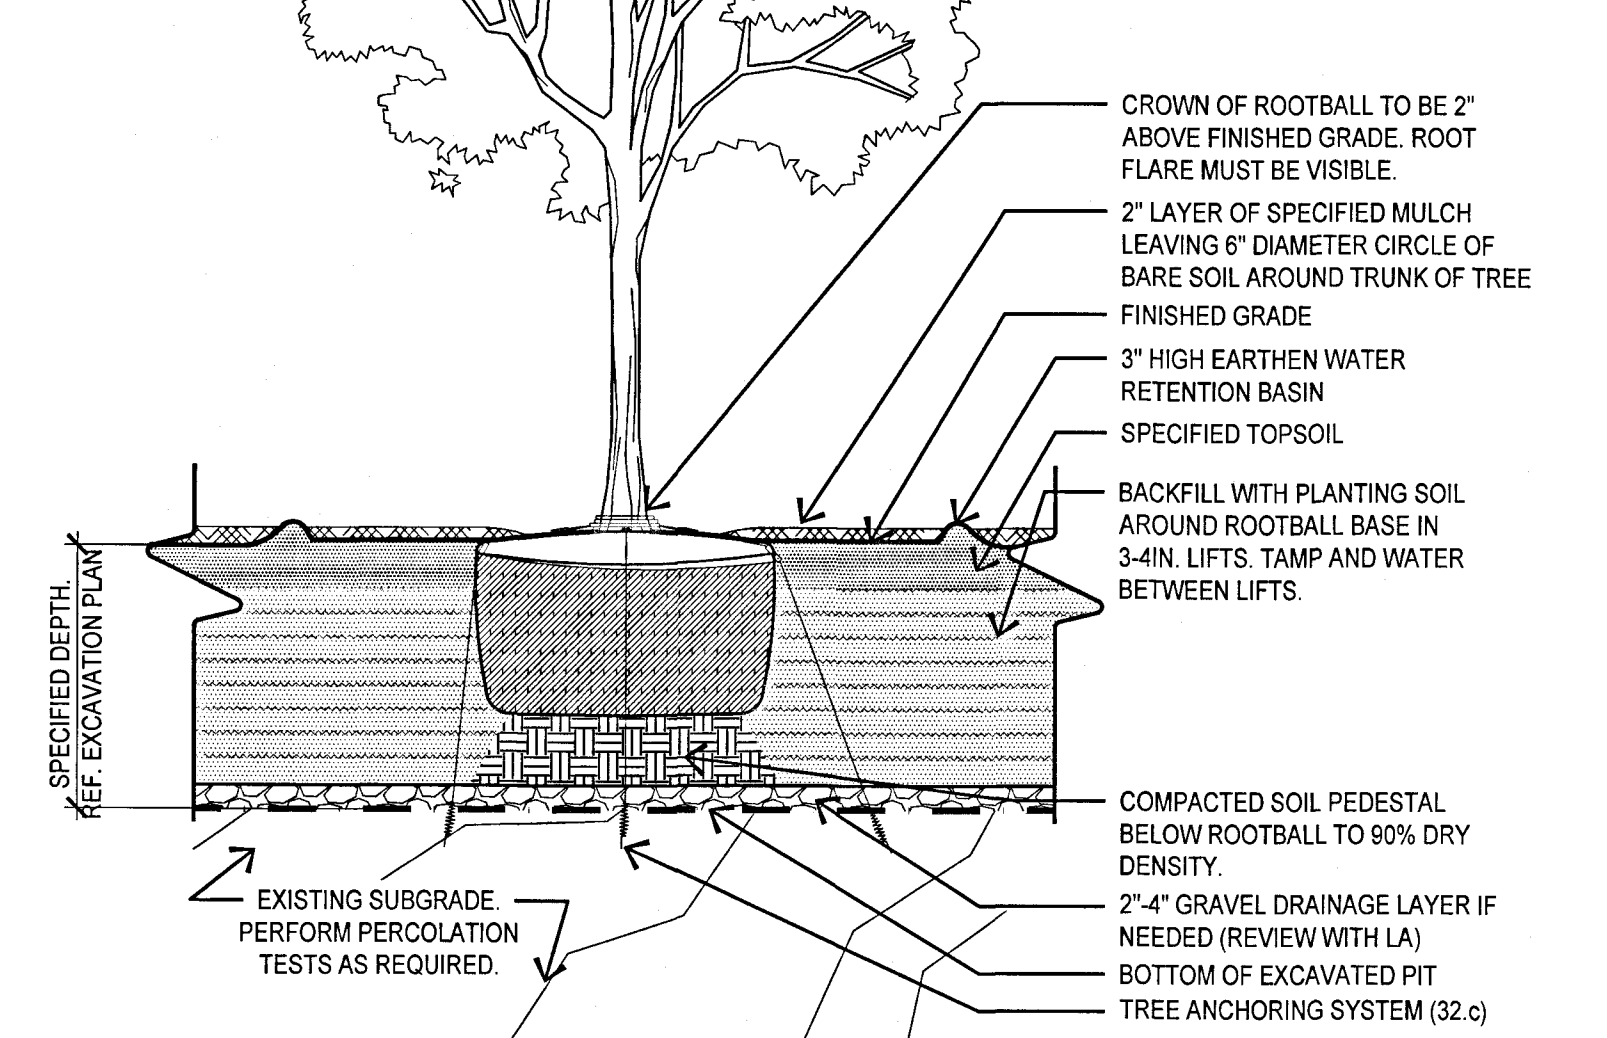 CROWN OF ROOTBALL TO BE 2"
ABOVE FINISHED GRADE. ROOT
FLARE MUST BE VISIBLE.
2" LAYER OF SPECIFIED MULCH
LEAVING 6" DIAMETER CIRCLE OF
BARE SOIL AROUND TRUNK OF TREE
FINISHED GRADE
3" HIGH EARTHEN WATER
RETENTION BASIN
SPECIFIED TOPSOIL
BACKFILL WITH PLANTING SOIL
AROUND ROOTBALL BASE IN
3-4IN. LIFTS. TAMP AND WATER
BETWEEN LIFTS.
SPECIFIED DEPTH.
REF. EXCAVATION PLAN
COMPACTED SOIL PEDESTAL
BELOW ROOTBALL TO 90% DRY
DENSITY.
2"-4" GRAVEL DRAINAGE LAYER IF
NEEDED (REVIEW WITH LA)
BOTTOM OF EXCAVATED PIT
TREE ANCHORING SYSTEM (32.c)
EXISTING SUBGRADE.
PERFORM PERCOLATION
TESTS AS REQUIRED.